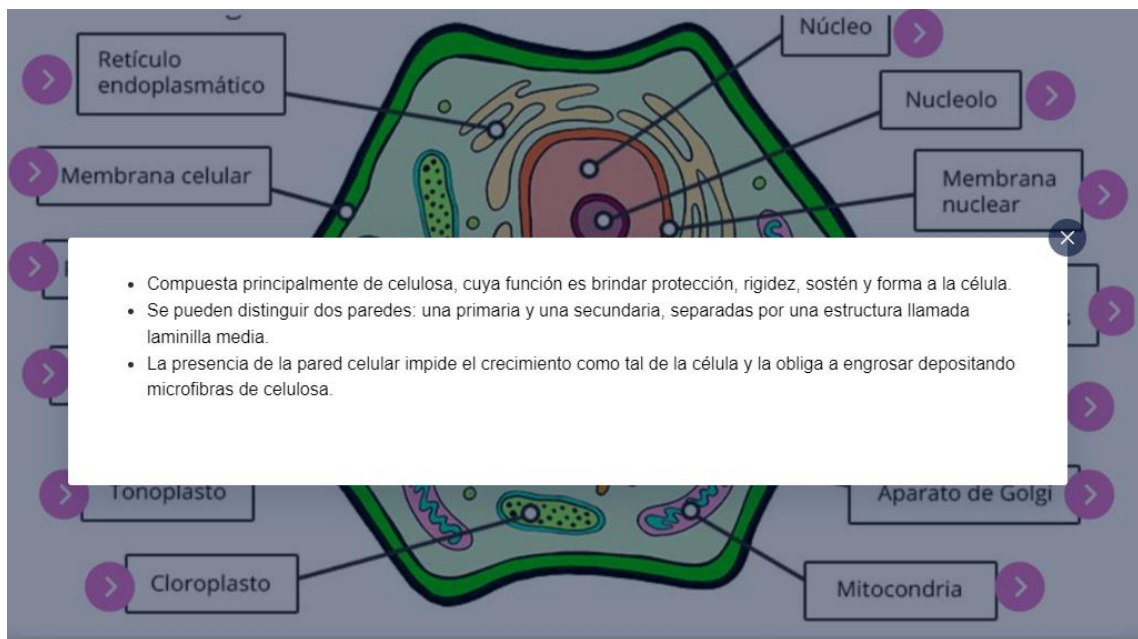 Retículo
endoplasmático
Núcleo
Nucleolo
Membrana celular
Membrana
nuclear
• Compuesta principalmente de celulosa, cuya función es brindar protección, rigidez, sostén y forma a la célula.
• Se pueden distinguir dos paredes: una primaria y una secundaria, separadas por una estructura llamada
laminilla media.
• La presencia de la pared celular impide el crecimiento como tal de la célula y la obliga a engrosar depositando
microfibras de celulosa.
Tonoplasto
Aparato de Golgi
Cloroplasto
Mitocondria